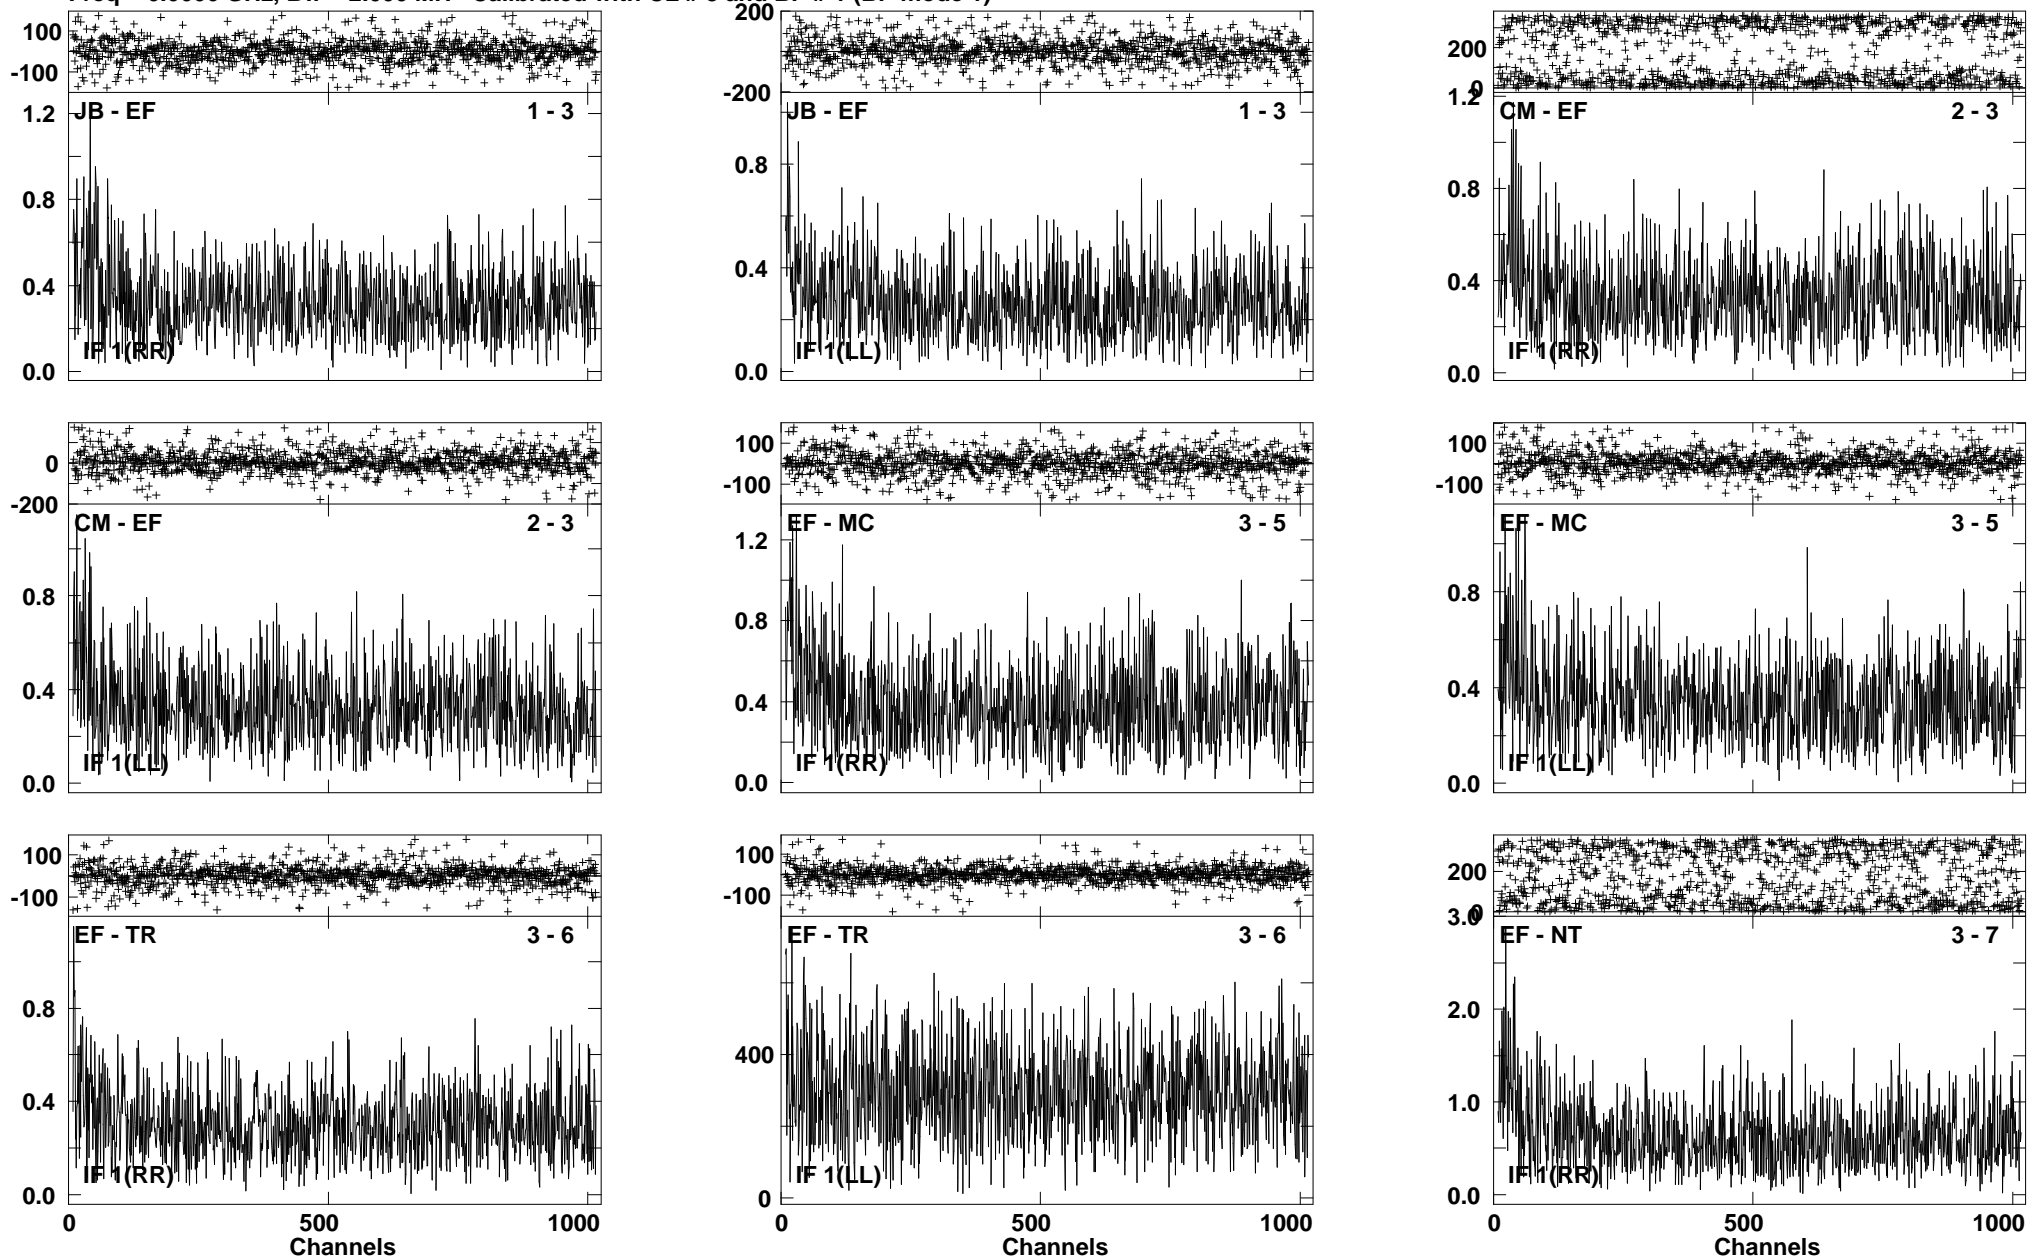 100
-100
JB - EF 1 - 3
1.2
0.8
0.4
0.0
IF 1(RR)
200
-200
JB - EF 1 - 3
0.8
0.4
0.0
IF 1(LL)
200
0
1.2
CM - EF 2 - 3
0.8
0.4
0.0
IF 1(RR)
0
-200
CM - EF 2 - 3
0.8
0.4
0.0
IF 1(LL)
100
-100
EF - MC 3 - 5
1.2
0.8
0.4
0.0
IF 1(RR)
100
-100
EF - MC 3 - 5
0.8
0.4
0.0
IF 1(LL)
100
-100
EF - TR 3 - 6
0.8
0.4
0.0
IF 1(RR)
0 500 1000
Channels
100
-100
EF - TR 3 - 6
400
0
IF 1(LL)
0 500 1000
Channels
200
0
3.0
EF - NT 3 - 7
2.0
1.0
0.0
IF 1(RR)
0 500 1000
Channels